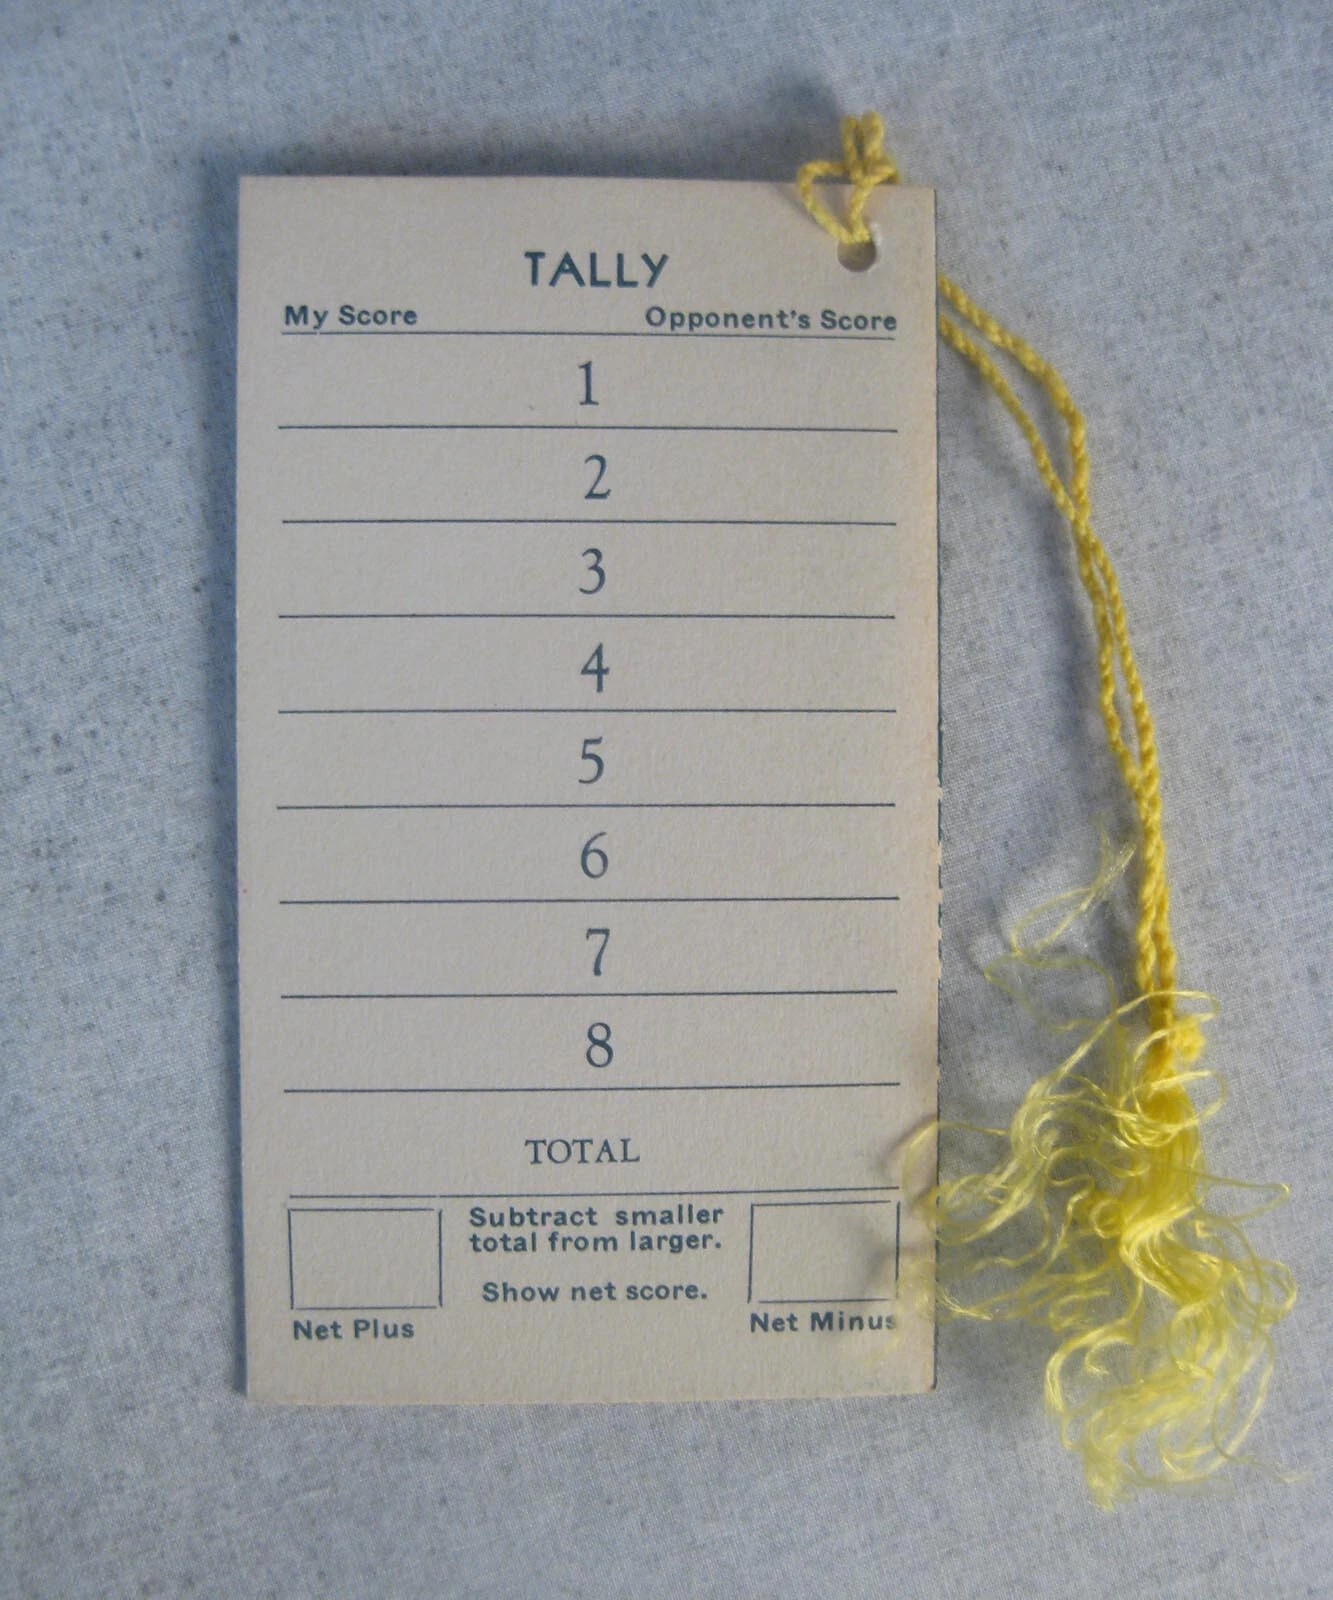 TALLY
My Score Opponent's Score
1
2
3
4
5
6
7
8
TOTAL
Subtract smaller
total from larger.
Show net score.
Net Plus Net Minus